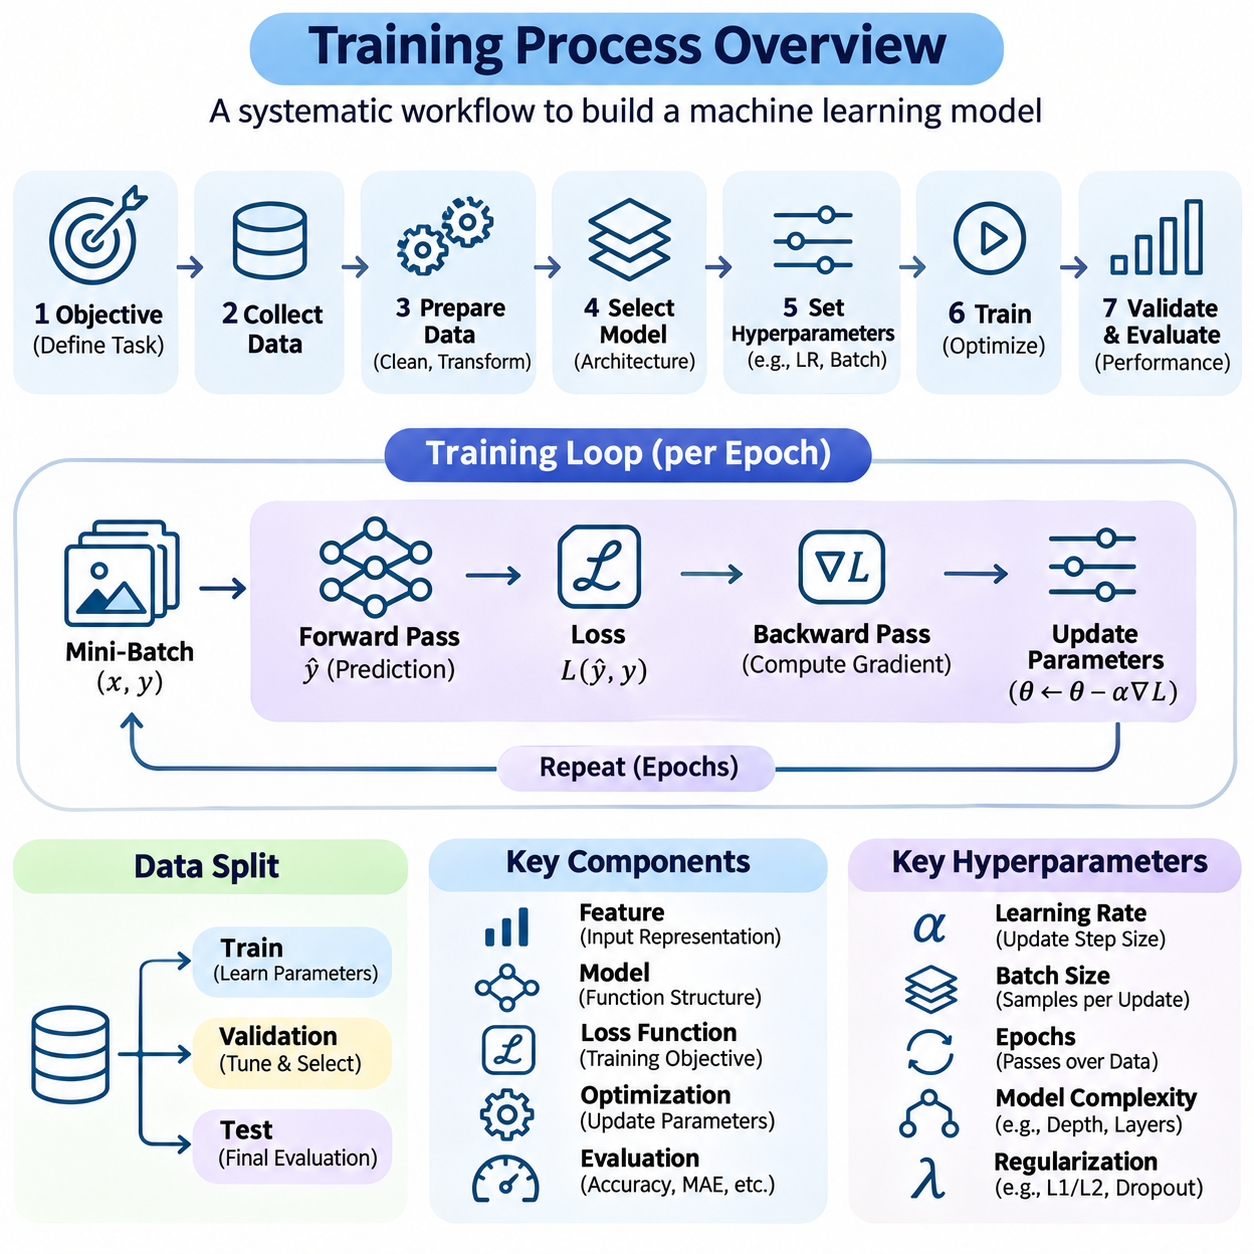 Training Process Overview
A systematic workflow to build a machine learning model
1 Objective
(Define Task)
2 Collect
Data
3 Prepare
Data
(Clean, Transform)
4 Select
Model
(Architecture)
5 Set
Hyperparameters
(e.g., LR, Batch)
6 Train
(Optimize)
7 Validate
& Evaluate
(Performance)
Training Loop (per Epoch)
Mini-Batch
(x, y)
Forward Pass
ŷ (Prediction)
ℒ
Loss
L(ŷ, y)
∇L
Backward Pass
(Compute Gradient)
Update
Parameters
(θ ← θ − α∇L)
Repeat (Epochs)
Data Split
Train
(Learn Parameters)
Validation
(Tune & Select)
Test
(Final Evaluation)
Key Components
Feature
(Input Representation)
Model
(Function Structure)
ℒ
Loss Function
(Training Objective)
Optimization
(Update Parameters)
Evaluation
(Accuracy, MAE, etc.)
Key Hyperparameters
α
Learning Rate
(Update Step Size)
Batch Size
(Samples per Update)
Epochs
(Passes over Data)
Model Complexity
(e.g., Depth, Layers)
λ
Regularization
(e.g., L1/L2, Dropout)